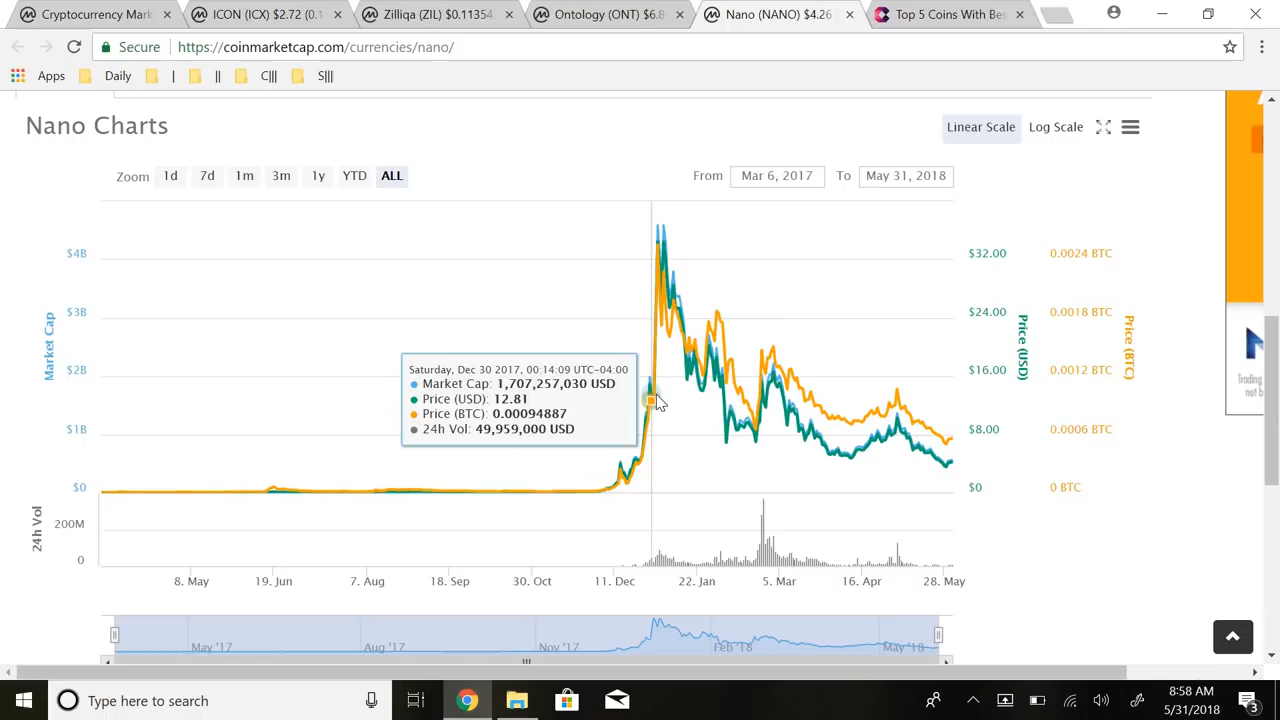 Cryptocurrency Mark
ICON (ICX) $2.72 (0.1
Zilliqa (ZIL) $0.11354
Ontology (ONT) $6.8
Nano (NANO) $4.26
Top 5 Coins With Bes
Secure
https://coinmarketcap.com/currencies/nano/
Apps
Daily
|
||
C|||
S|||
Nano Charts
Linear Scale
Log Scale
Zoom 1d 7d 1m 3m 1y YTD ALL
From Mar 6, 2017 To May 31, 2018
$4B
$3B
$2B
$1B
$0
Market Cap
200M
0
24h Vol
$32.00
$24.00
$16.00
$8.00
$0
Price (USD)
0.0024 BTC
0.0018 BTC
0.0012 BTC
0.0006 BTC
0 BTC
Price (BTC)
Saturday, Dec 30 2017, 00:14:09 UTC-04:00
Market Cap: 1,707,257,030 USD
Price (USD): 12.81
Price (BTC): 0.00094887
24h Vol: 49,959,000 USD
8. May 19. Jun 7. Aug 18. Sep 30. Oct 11. Dec 22. Jan 5. Mar 16. Apr 28. May
May '17 Aug '17 Nov '17 Feb '18 May '18
Trading
Type here to search
8:58 AM
5/31/2018
3